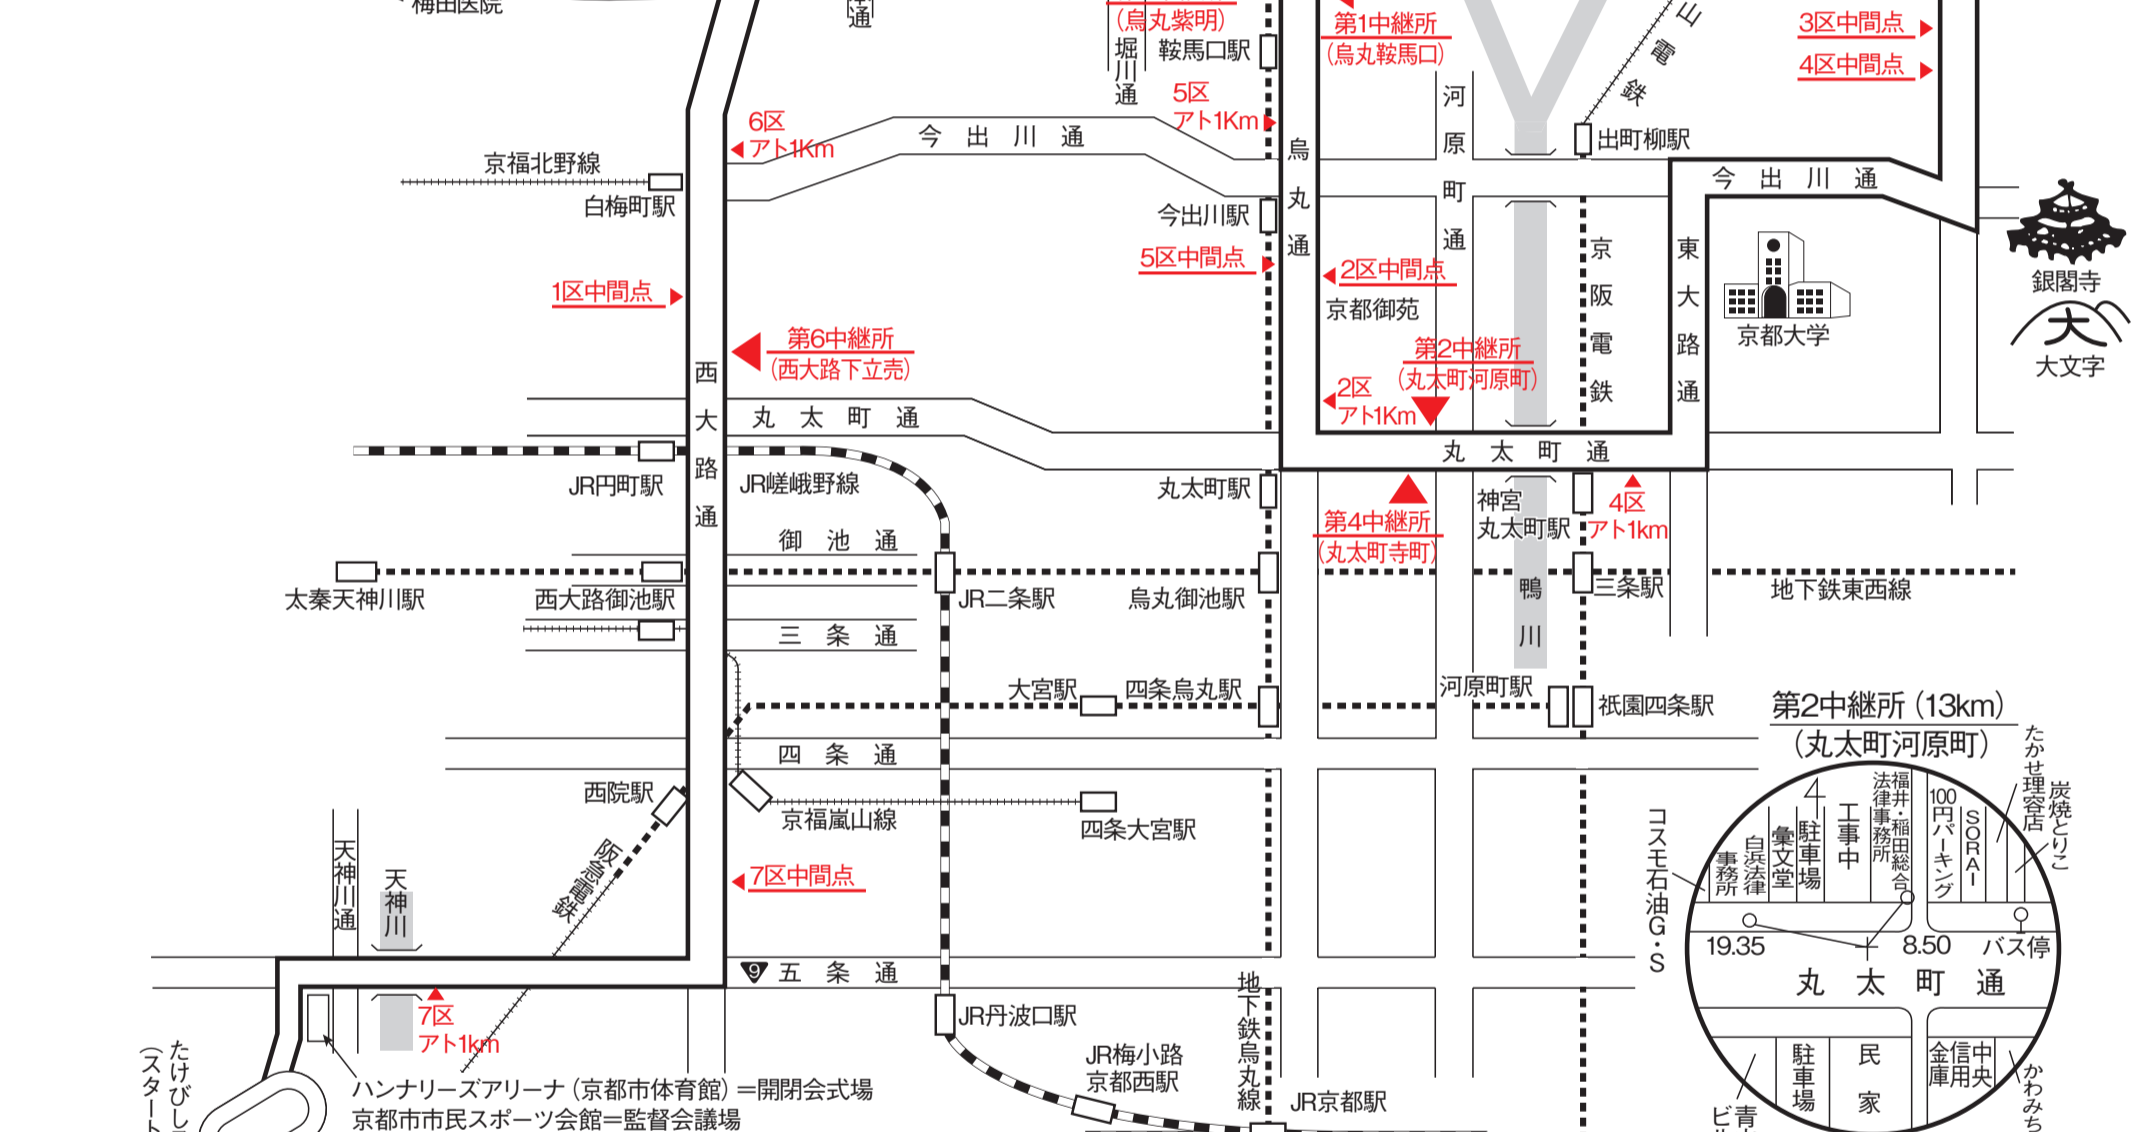 梅田医院
通
(烏丸紫明)
堀川通
鞍馬口駅
第1中継所
(烏丸鞍馬口)
山電鉄
3区中間点
4区中間点
6区
アト1Km
今出川通
5区
アト1Km
河原町通
出町柳駅
京福北野線
白梅町駅
今出川駅
烏丸通
今出川通
5区中間点
2区中間点
京都御苑
京阪電鉄
東大路通
銀閣寺
京都大学
大
大文字
1区中間点
第6中継所
(西大路下立売)
第2中継所
(丸太町河原町)
2区
アト1Km
西大路通
丸太町通
丸太町通
JR円町駅
JR嵯峨野線
丸太町駅
第4中継所
(丸太町寺町)
神宮
丸太町駅
4区
アト1km
御池通
太秦天神川駅
西大路御池駅
JR二条駅
烏丸御池駅
鴨川
三条駅
地下鉄東西線
三条通
大宮駅
四条烏丸駅
河原町駅
祇園四条駅
四条通
西院駅
京福嵐山線
四条大宮駅
阪急電鉄
天神川通
天神川
7区中間点
9
五条通
7区
アト1km
JR丹波口駅
地下鉄烏丸線
JR梅小路
京都西駅
JR京都駅
ハンナリーズアリーナ(京都市体育館)=開閉会式場
京都市市民スポーツ会館=監督会議場
たけびし
(スタート
第2中継所(13km)
(丸太町河原町)
たかせ理容店
炭焼とりこ
コスモ石油G・S
自浜法律
事務所
彙文堂
駐車場
工事中
福井・稲田総合
法律事務所
100円パーキング
SORAI
19.35
8.50
バス停
丸太町通
駐車場
民家
中央
信用
金庫
かわみち
青
ビル